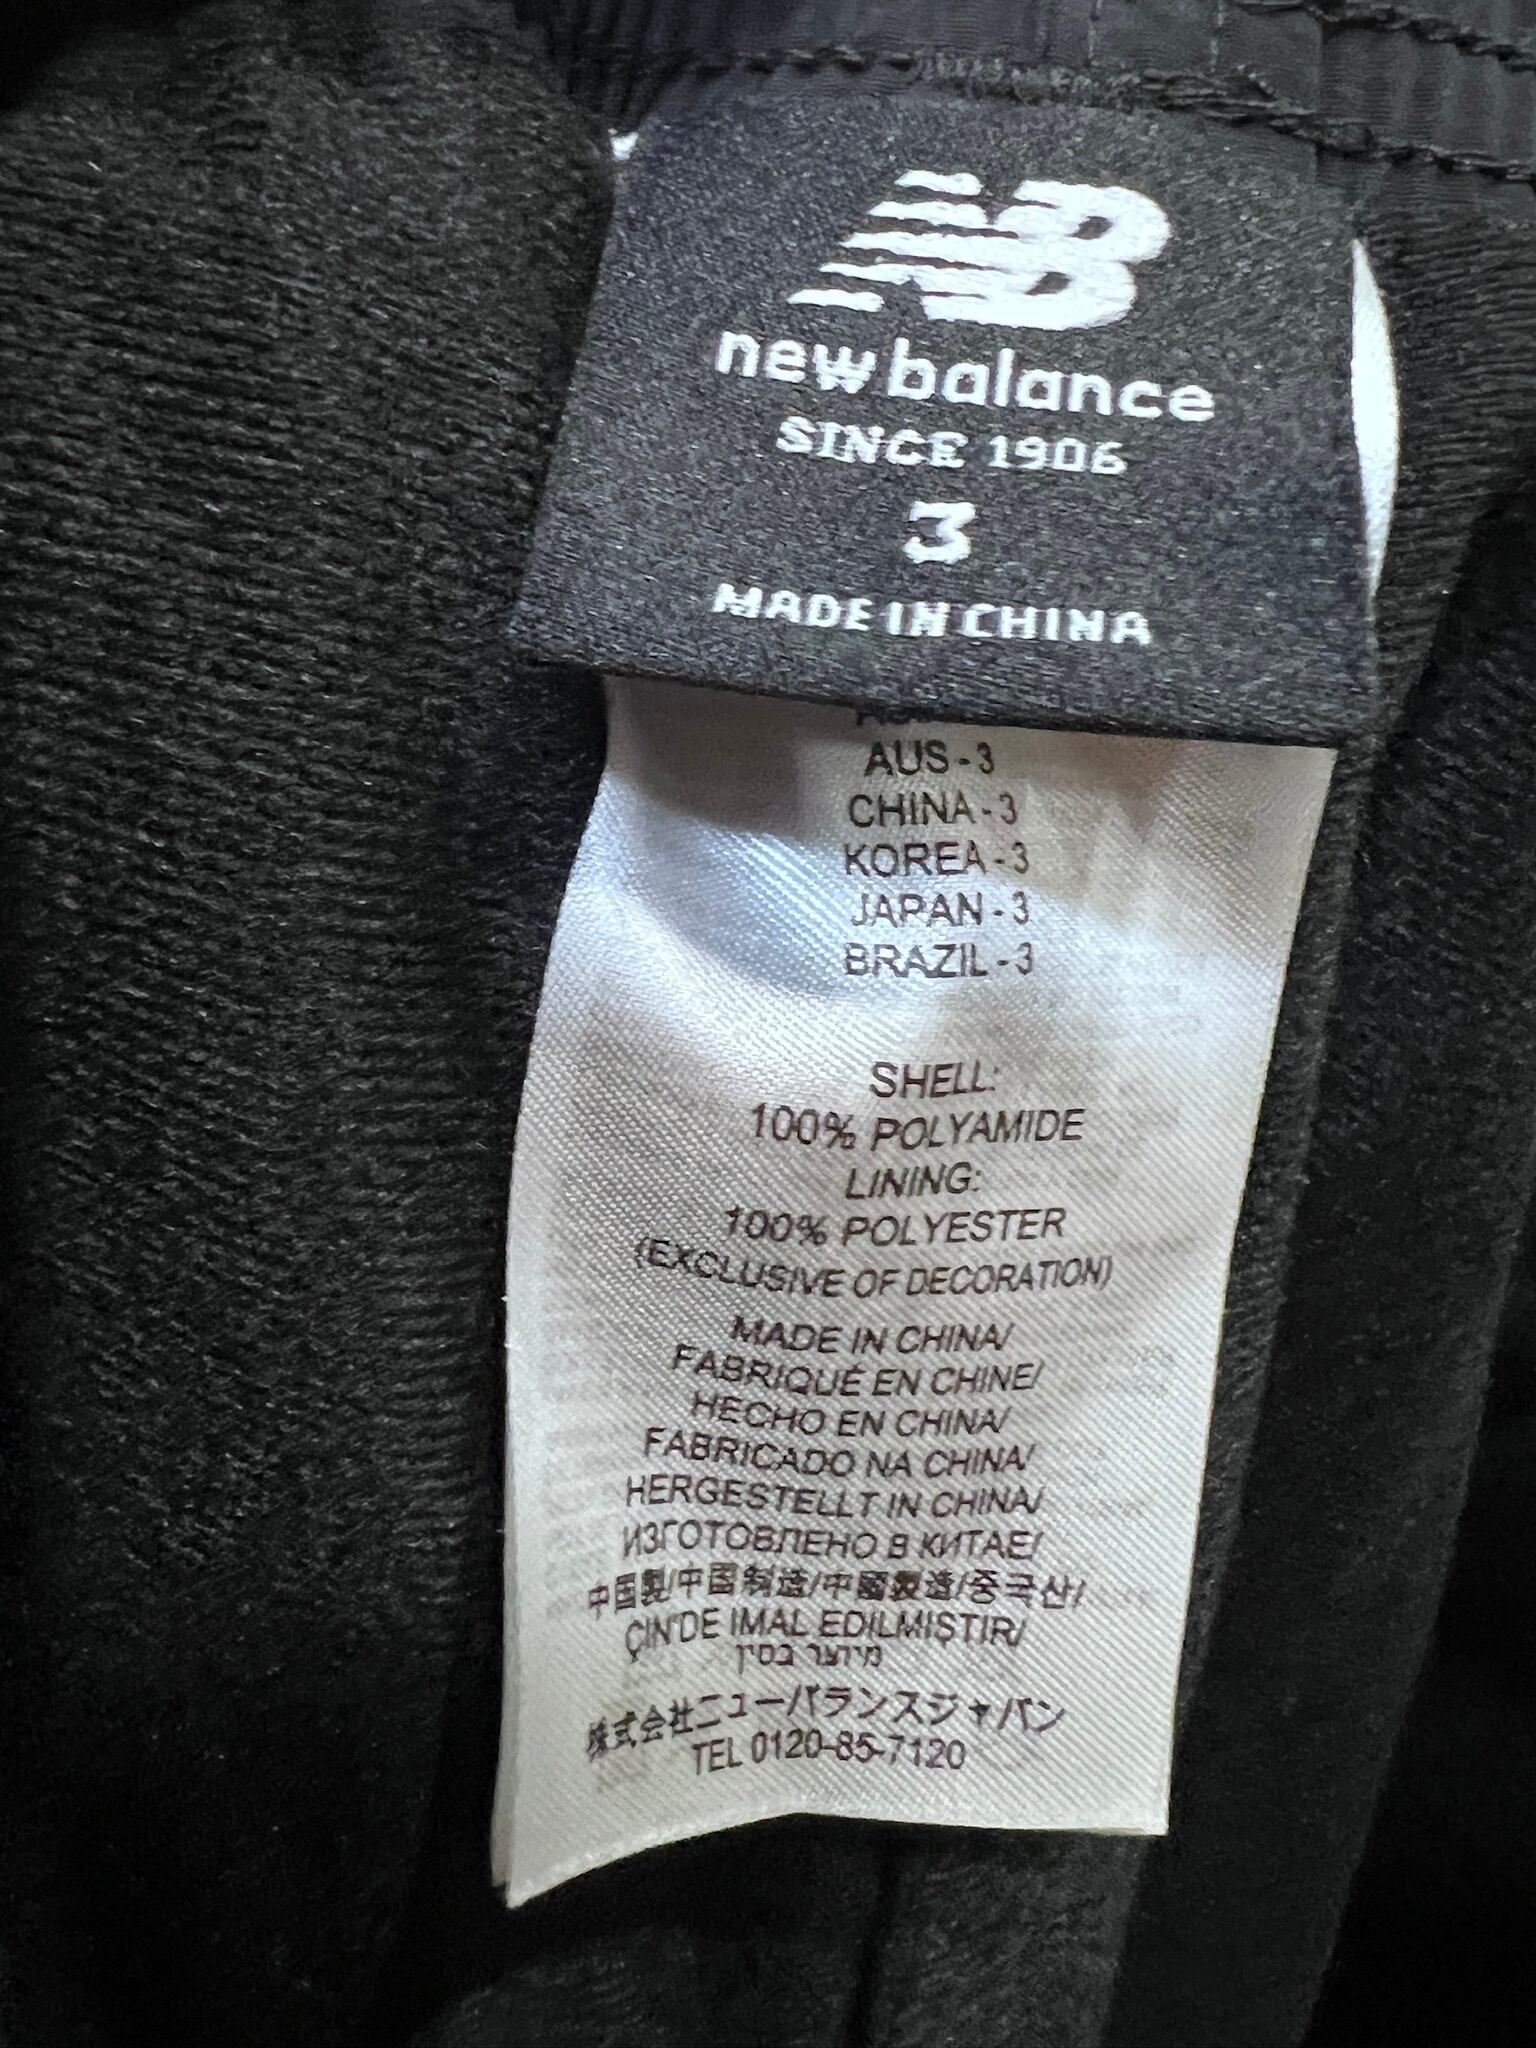 new balance
SINCE 1906
3
MADE IN CHINA
AUS - 3
CHINA - 3
KOREA - 3
JAPAN - 3
BRAZIL - 3
SHELL:
100% POLYAMIDE
LINING:
100% POLYESTER
(EXCLUSIVE OF DECORATION)
MADE IN CHINA/
FABRIQUÉ EN CHINE/
HECHO EN CHINA/
FABRICADO NA CHINA/
HERGESTELLT IN CHINA/
ИЗГОТОВЛЕНО В КИТАЕ/
中国製/中国制造/中國製造/중국산/
ÇIN'DE IMAL EDILMIŞTIR/
מיוצר בסין
株式会社ニューバランスジャパン
TEL 0120-85-7120